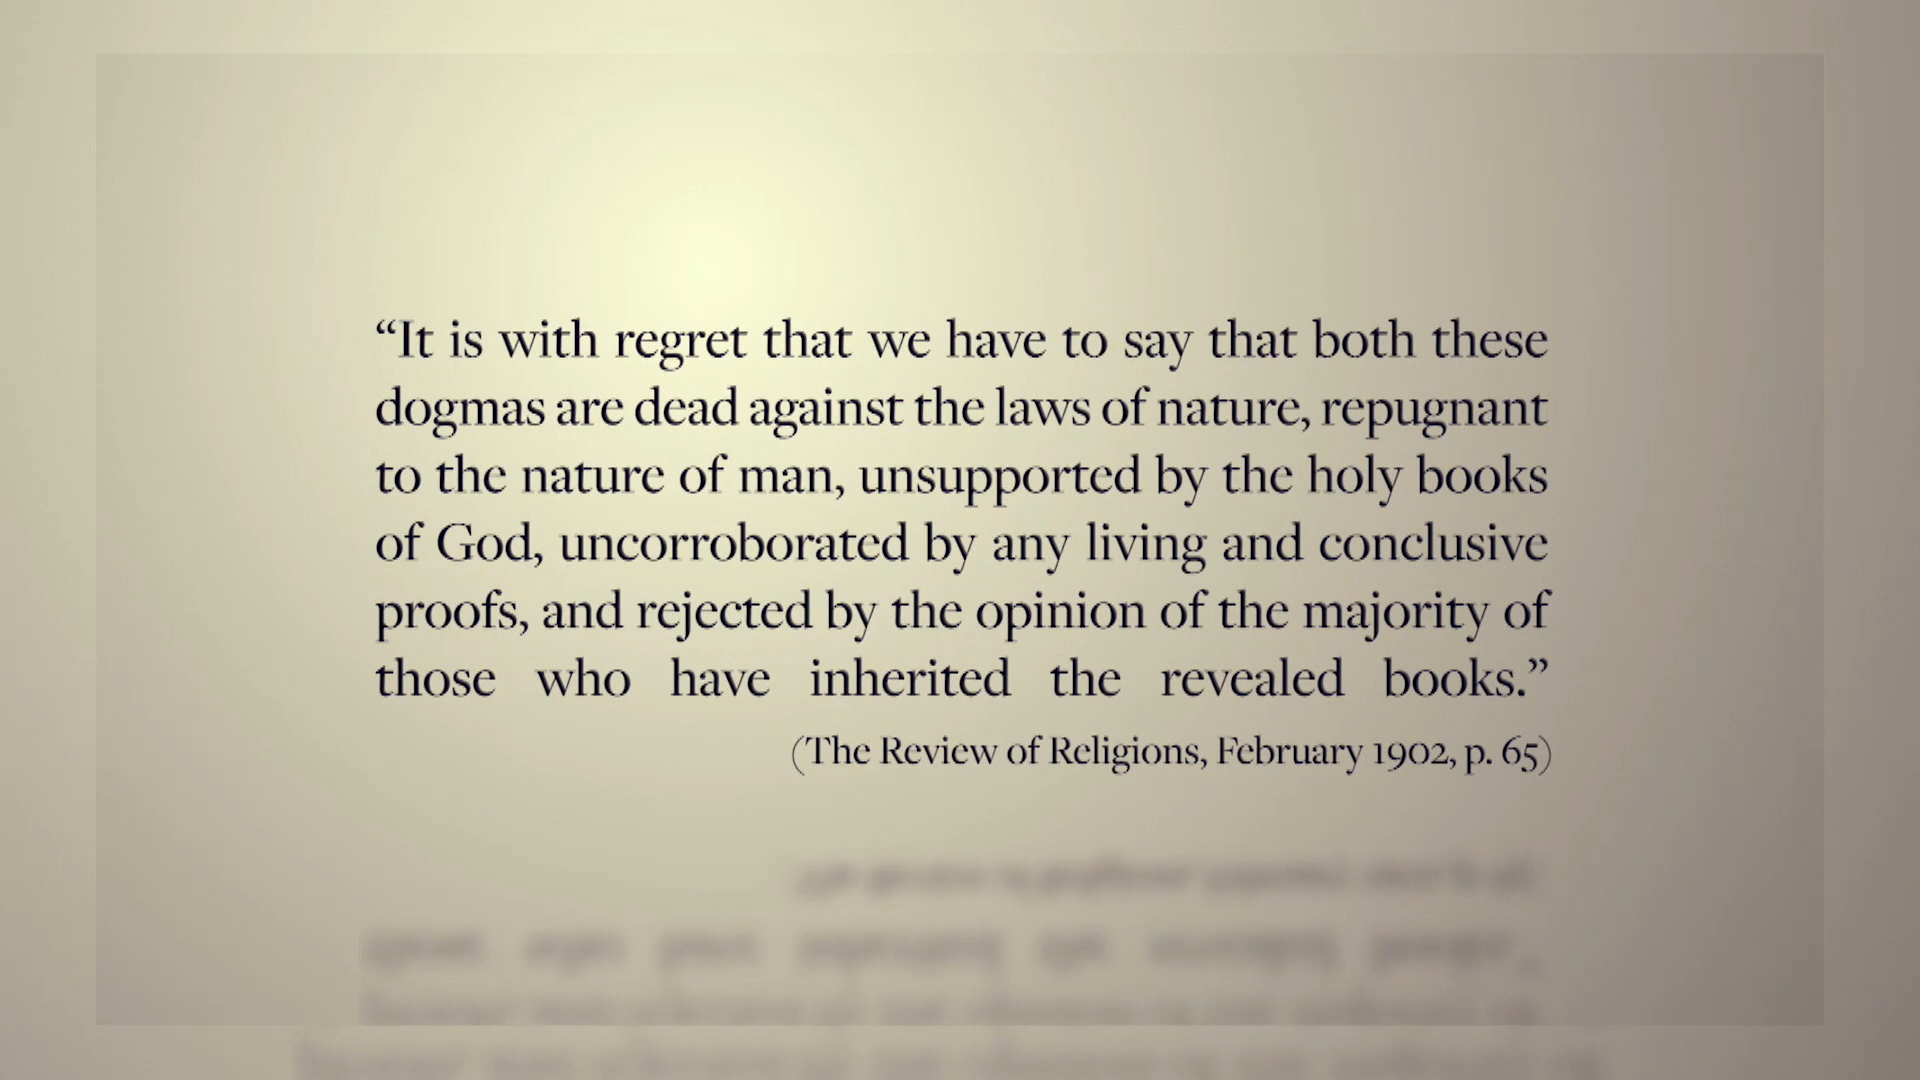 “It is with regret that we have to say that both these
dogmas are dead against the laws of nature, repugnant
to the nature of man, unsupported by the holy books
of God, uncorroborated by any living and conclusive
proofs, and rejected by the opinion of the majority of
those who have inherited the revealed books.”
(The Review of Religions, February 1902, p. 65)